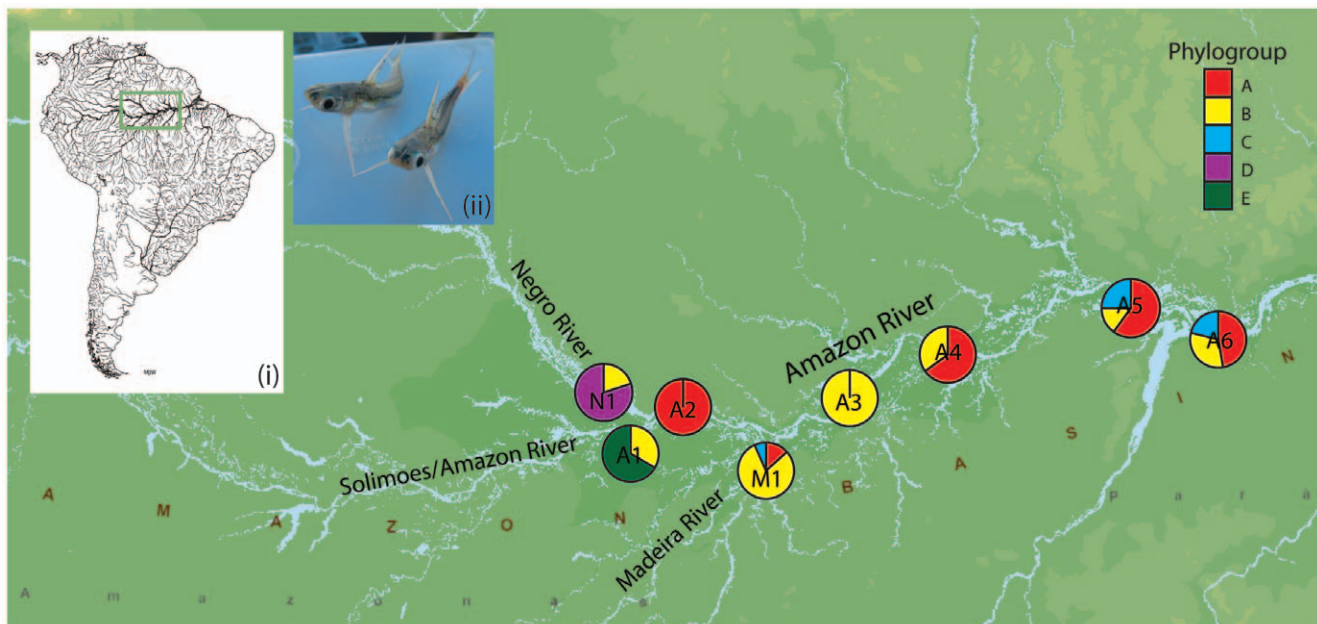 Phylogroup
A
B
C
D
E
(i)
(ii)
Negro River
Amazon River
Solimoes/Amazon River
Madeira River
N1
A1
A2
M1
A3
A4
A5
A6
A M A Z O N B A S I N
A m a z o n a s
P a r á